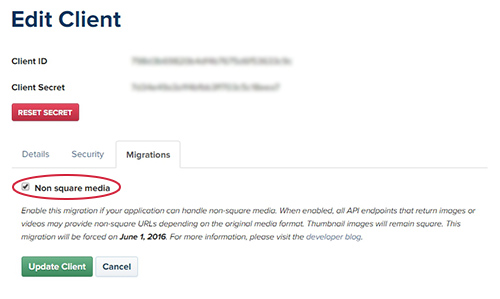 Edit Client
Client ID
Client Secret
RESET SECRET
Details Security Migrations
Non square media
Enable this migration if your application can handle non-square media. When enabled, all API endpoints that return images or
videos may provide non-square URLs depending on the original media format. Thumbnail images will remain square. This
migration will be forced on June 1, 2016. For more information, please visit the developer blog.
Update Client Cancel